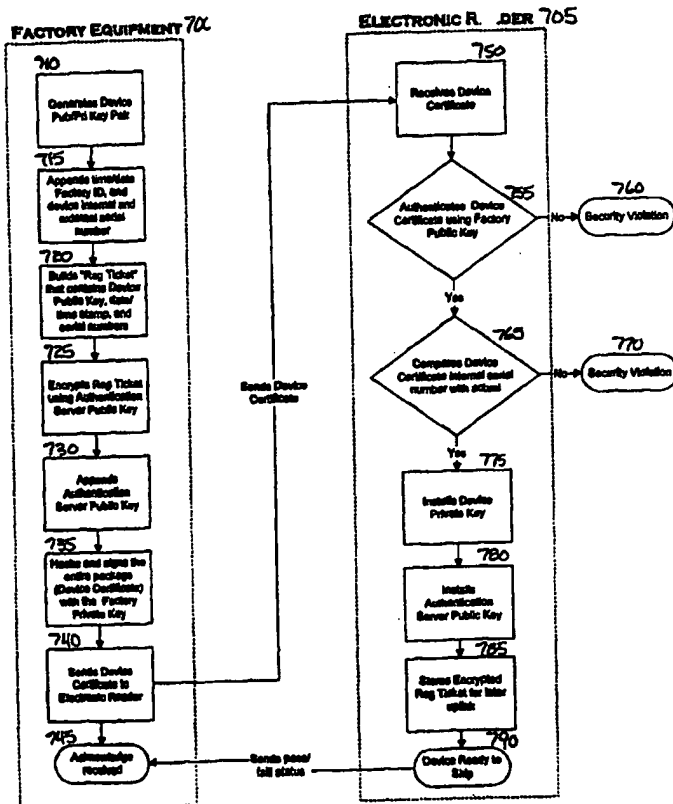 FACTORY EQUIPMENT 700
710
Generates Device
Pub/Pri Key Pair
715
Appends time/date
Factory ID, and
device internal and
external serial
number
720
Builds "Reg Ticket"
that contains Device
Public Key, date/
time stamp, and
serial numbers
725
Encrypts Reg Ticket
using Authentication
Server Public Key
730
Appends
Authentication
Server Public Key
735
Hashes and signs the
entire package
(Device Certificate)
with the Factory
Private Key
740
Sends Device
Certificate to
Electronic Reader
745
Acknowledge
received
Sends Device
Certificate
Sends pass/
fail status
ELECTRONIC R DER 705
750
Receives Device
Certificate
755
Authenticates Device
Certificate using Factory
Public Key
No
760
Security Violation
Yes
765
Compares Device
Certificate internal serial
number with actual
No
770
Security Violation
Yes
775
Installs Device
Private Key
780
Installs
Authentication
Server Public Key
785
Stores Encrypted
Reg Ticket for later
uplink
790
Device Ready to
Ship